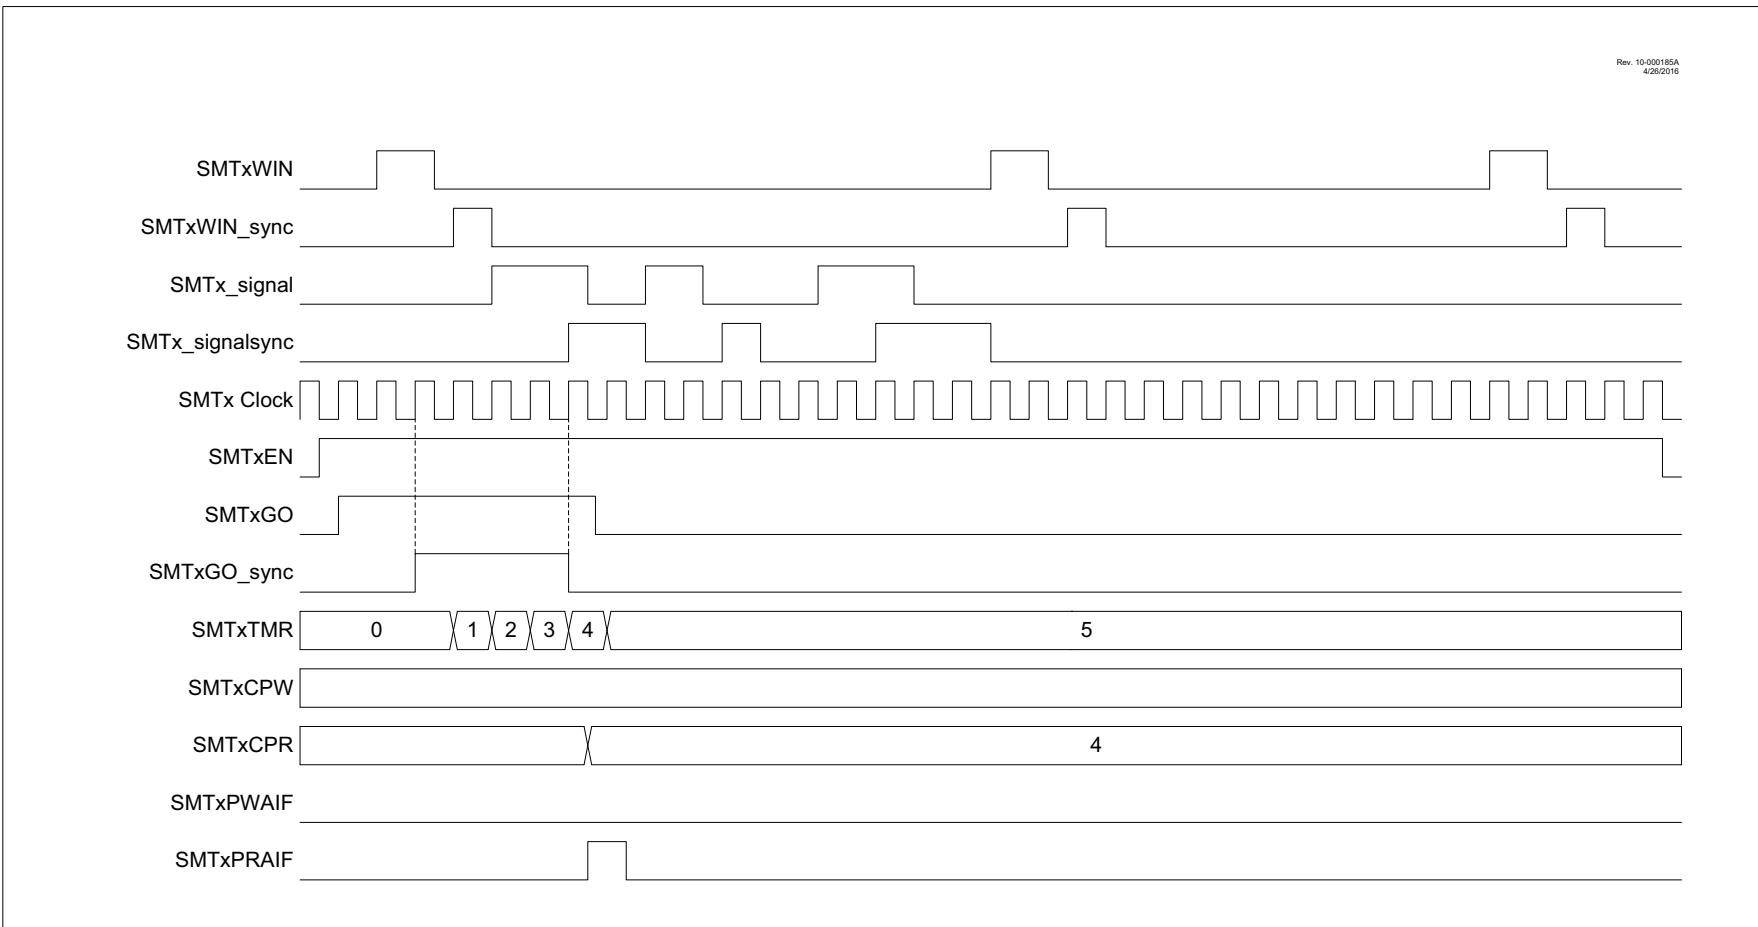 Rev. 10-000185A
4/26/2016
SMTxWIN
SMTxWIN_sync
SMTx_signal
SMTx_signalsync
SMTx Clock
SMTxEN
SMTxGO
SMTxGO_sync
SMTxTMR 0 1 2 3 4 5
SMTxCPW
SMTxCPR 4
SMTxPWAIF
SMTxPRAIF